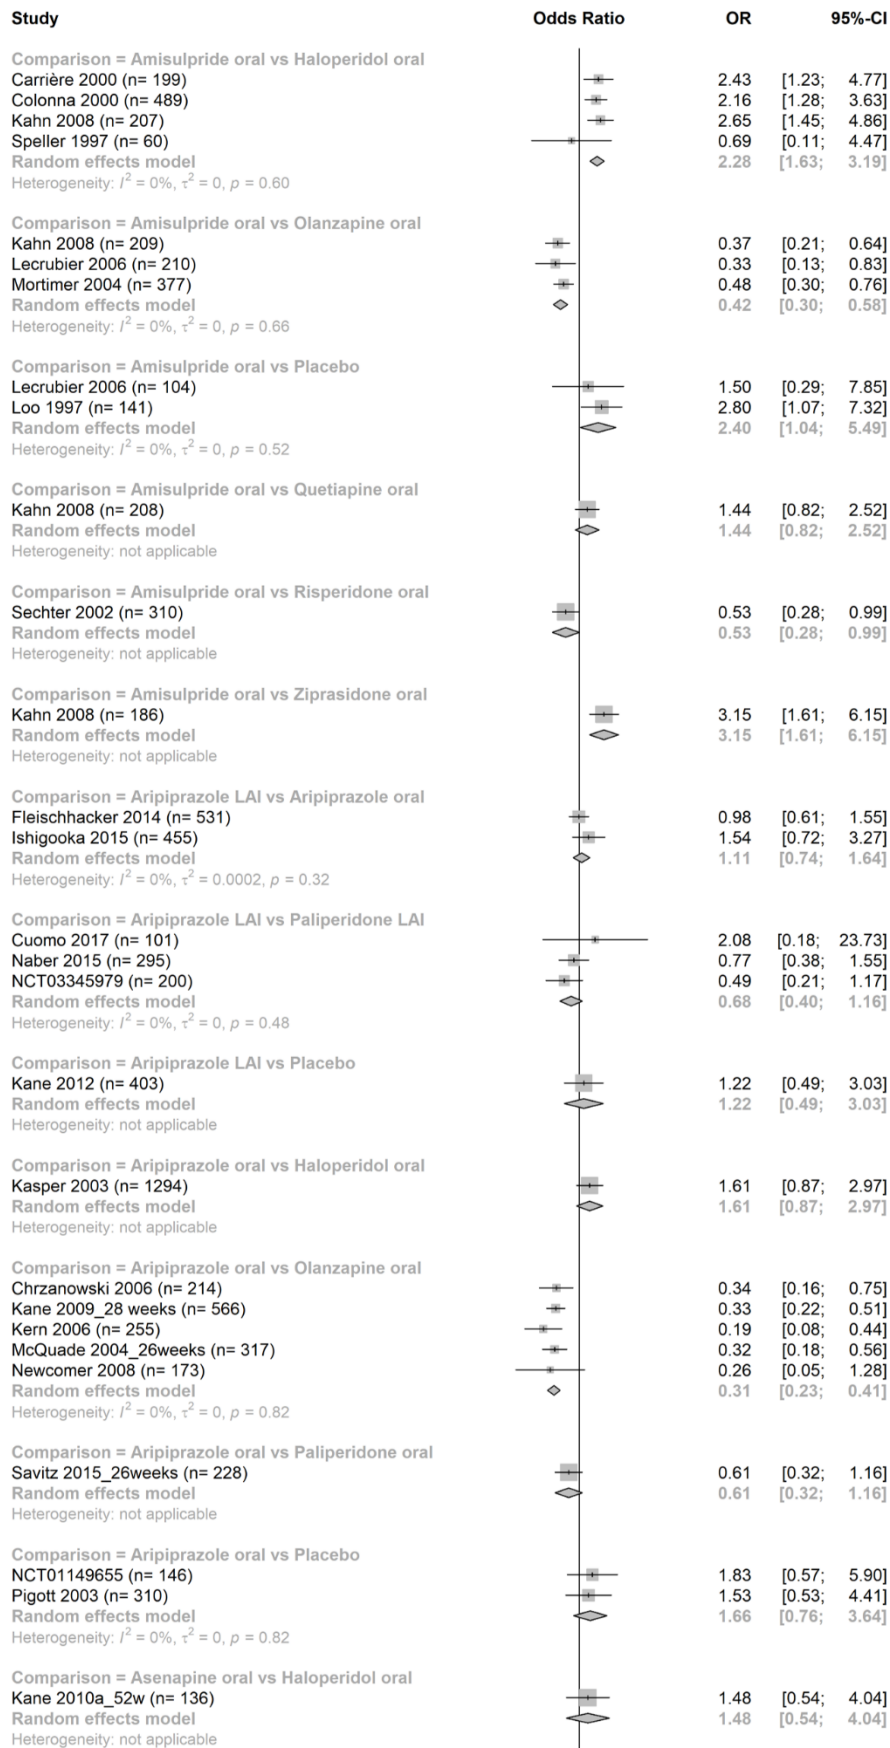 Study Odds Ratio OR 95%-CI
Comparison = Amisulpride oral vs Haloperidol oral
Carrière 2000 (n= 199) 2.43 [1.23; 4.77]
Colonna 2000 (n= 489) 2.16 [1.28; 3.63]
Kahn 2008 (n= 207) 2.65 [1.45; 4.86]
Speller 1997 (n= 60) 0.69 [0.11; 4.47]
Random effects model 2.28 [1.63; 3.19]
Heterogeneity: I² = 0%, τ² = 0, p = 0.60
Comparison = Amisulpride oral vs Olanzapine oral
Kahn 2008 (n= 209) 0.37 [0.21; 0.64]
Lecrubier 2006 (n= 210) 0.33 [0.13; 0.83]
Mortimer 2004 (n= 377) 0.48 [0.30; 0.76]
Random effects model 0.42 [0.30; 0.58]
Heterogeneity: I² = 0%, τ² = 0, p = 0.66
Comparison = Amisulpride oral vs Placebo
Lecrubier 2006 (n= 104) 1.50 [0.29; 7.85]
Loo 1997 (n= 141) 2.80 [1.07; 7.32]
Random effects model 2.40 [1.04; 5.49]
Heterogeneity: I² = 0%, τ² = 0, p = 0.52
Comparison = Amisulpride oral vs Quetiapine oral
Kahn 2008 (n= 208) 1.44 [0.82; 2.52]
Random effects model 1.44 [0.82; 2.52]
Heterogeneity: not applicable
Comparison = Amisulpride oral vs Risperidone oral
Sechter 2002 (n= 310) 0.53 [0.28; 0.99]
Random effects model 0.53 [0.28; 0.99]
Heterogeneity: not applicable
Comparison = Amisulpride oral vs Ziprasidone oral
Kahn 2008 (n= 186) 3.15 [1.61; 6.15]
Random effects model 3.15 [1.61; 6.15]
Heterogeneity: not applicable
Comparison = Aripiprazole LAI vs Aripiprazole oral
Fleischhacker 2014 (n= 531) 0.98 [0.61; 1.55]
Ishigooka 2015 (n= 455) 1.54 [0.72; 3.27]
Random effects model 1.11 [0.74; 1.64]
Heterogeneity: I² = 0%, τ² = 0.0002, p = 0.32
Comparison = Aripiprazole LAI vs Paliperidone LAI
Cuomo 2017 (n= 101) 2.08 [0.18; 23.73]
Naber 2015 (n= 295) 0.77 [0.38; 1.55]
NCT03345979 (n= 200) 0.49 [0.21; 1.17]
Random effects model 0.68 [0.40; 1.16]
Heterogeneity: I² = 0%, τ² = 0, p = 0.48
Comparison = Aripiprazole LAI vs Placebo
Kane 2012 (n= 403) 1.22 [0.49; 3.03]
Random effects model 1.22 [0.49; 3.03]
Heterogeneity: not applicable
Comparison = Aripiprazole oral vs Haloperidol oral
Kasper 2003 (n= 1294) 1.61 [0.87; 2.97]
Random effects model 1.61 [0.87; 2.97]
Heterogeneity: not applicable
Comparison = Aripiprazole oral vs Olanzapine oral
Chrzanowski 2006 (n= 214) 0.34 [0.16; 0.75]
Kane 2009_28 weeks (n= 566) 0.33 [0.22; 0.51]
Kern 2006 (n= 255) 0.19 [0.08; 0.44]
McQuade 2004_26weeks (n= 317) 0.32 [0.18; 0.56]
Newcomer 2008 (n= 173) 0.26 [0.05; 1.28]
Random effects model 0.31 [0.23; 0.41]
Heterogeneity: I² = 0%, τ² = 0, p = 0.82
Comparison = Aripiprazole oral vs Paliperidone oral
Savitz 2015_26weeks (n= 228) 0.61 [0.32; 1.16]
Random effects model 0.61 [0.32; 1.16]
Heterogeneity: not applicable
Comparison = Aripiprazole oral vs Placebo
NCT01149655 (n= 146) 1.83 [0.57; 5.90]
Pigott 2003 (n= 310) 1.53 [0.53; 4.41]
Random effects model 1.66 [0.76; 3.64]
Heterogeneity: I² = 0%, τ² = 0, p = 0.82
Comparison = Asenapine oral vs Haloperidol oral
Kane 2010a_52w (n= 136) 1.48 [0.54; 4.04]
Random effects model 1.48 [0.54; 4.04]
Heterogeneity: not applicable